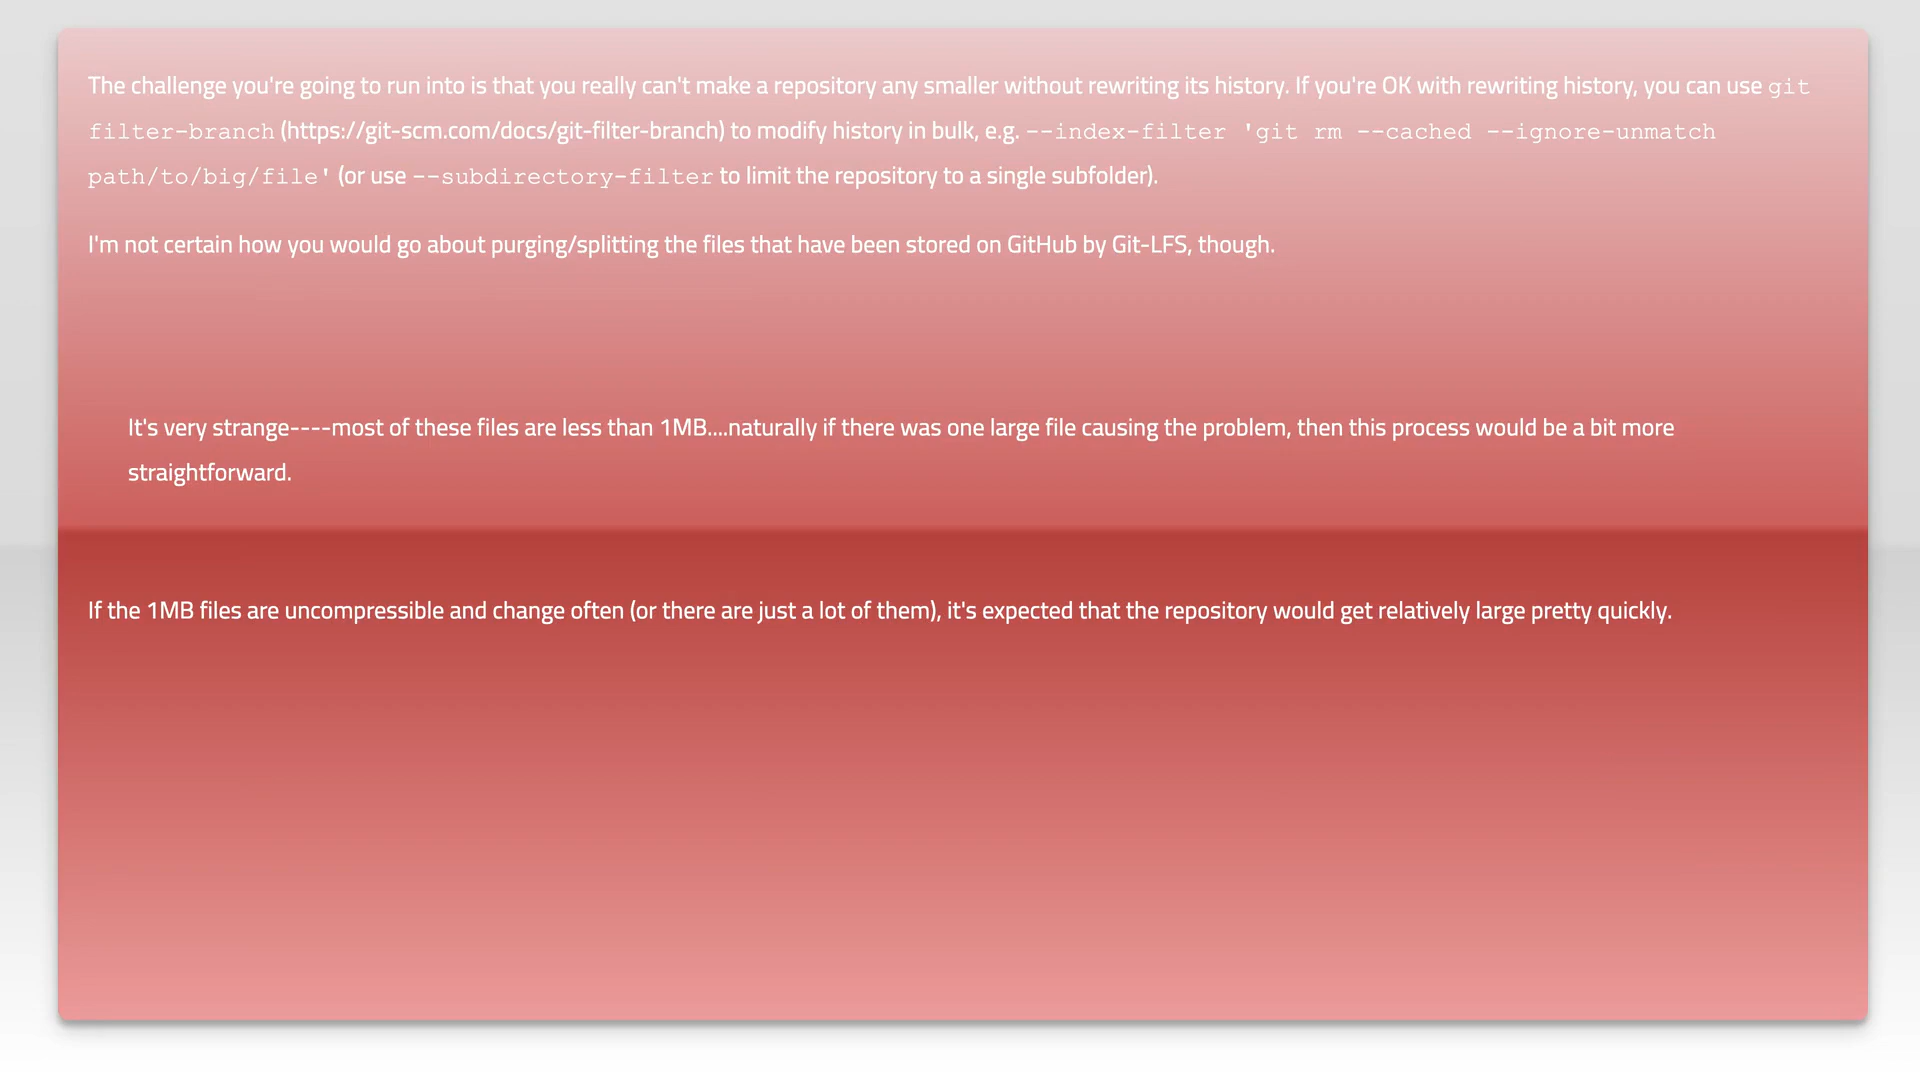 The challenge you're going to run into is that you really can't make a repository any smaller without rewriting its history. If you're OK with rewriting history, you can use git
filter-branch (https://git-scm.com/docs/git-filter-branch) to modify history in bulk, e.g. --index-filter 'git rm --cached --ignore-unmatch
path/to/big/file' (or use --subdirectory-filter to limit the repository to a single subfolder).
I'm not certain how you would go about purging/splitting the files that have been stored on GitHub by Git-LFS, though.
It's very strange----most of these files are less than 1MB....naturally if there was one large file causing the problem, then this process would be a bit more
straightforward.
If the 1MB files are uncompressible and change often (or there are just a lot of them), it's expected that the repository would get relatively large pretty quickly.